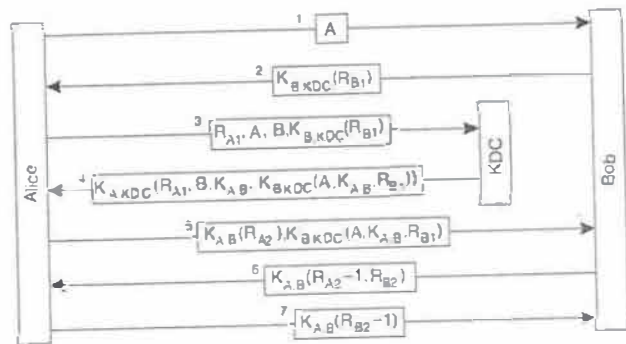 1 A
2 K_B,KDC(R_B1)
3 R_A1, A, B, K_B,KDC(R_B1)
4 K_A,KDC(R_A1, B, K_A,B, K_B,KDC(A, K_A,B, R_B1))
5 K_A,B(R_A2), K_B,KDC(A, K_A,B, R_B1)
6 K_A,B(R_A2-1, R_B2)
7 K_A,B(R_B2-1)
Alice
KDC
Bob